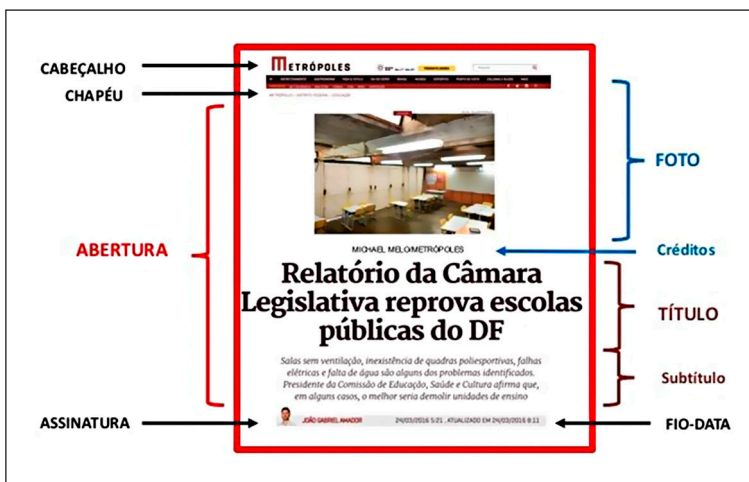 CABEÇALHO
METRÓPOLES
CHAPÉU
ABERTURA
FOTO
MICHAEL MELO/METRÓPOLES
Créditos
Relatório da Câmara
Legislativa reprova escolas
públicas do DF
TÍTULO
Salas sem ventilação, inexistência de quadras poliesportivas, falhas
elétricas e falta de água são alguns dos problemas identificados.
Presidente da Comissão de Educação, Saúde e Cultura afirma que,
em alguns casos, o melhor seria demolir unidades de ensino
Subtítulo
ASSINATURA
JOÃO GABRIEL AMADOR
24/03/2016 5:21 , ATUALIZADO EM 24/03/2016 8:11
FIO-DATA